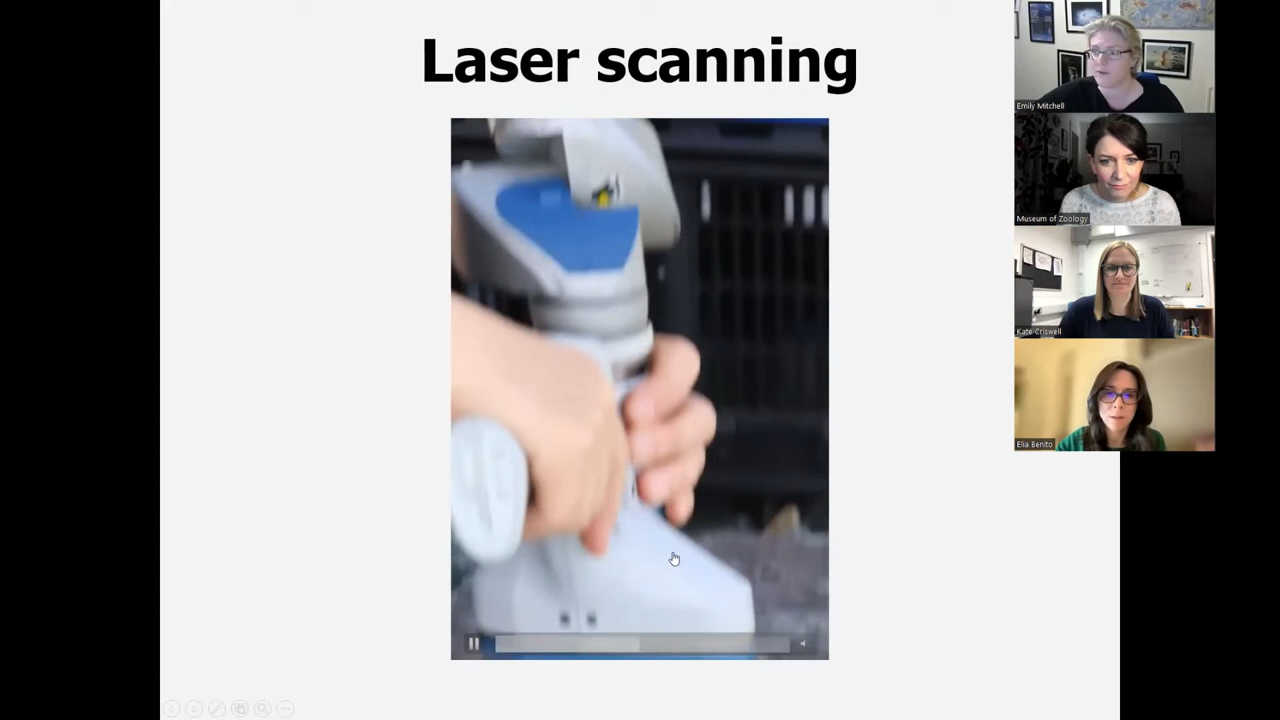 Laser scanning
Emily Mitchell
Museum of Zoology
Kate Criswell
Elia Benito